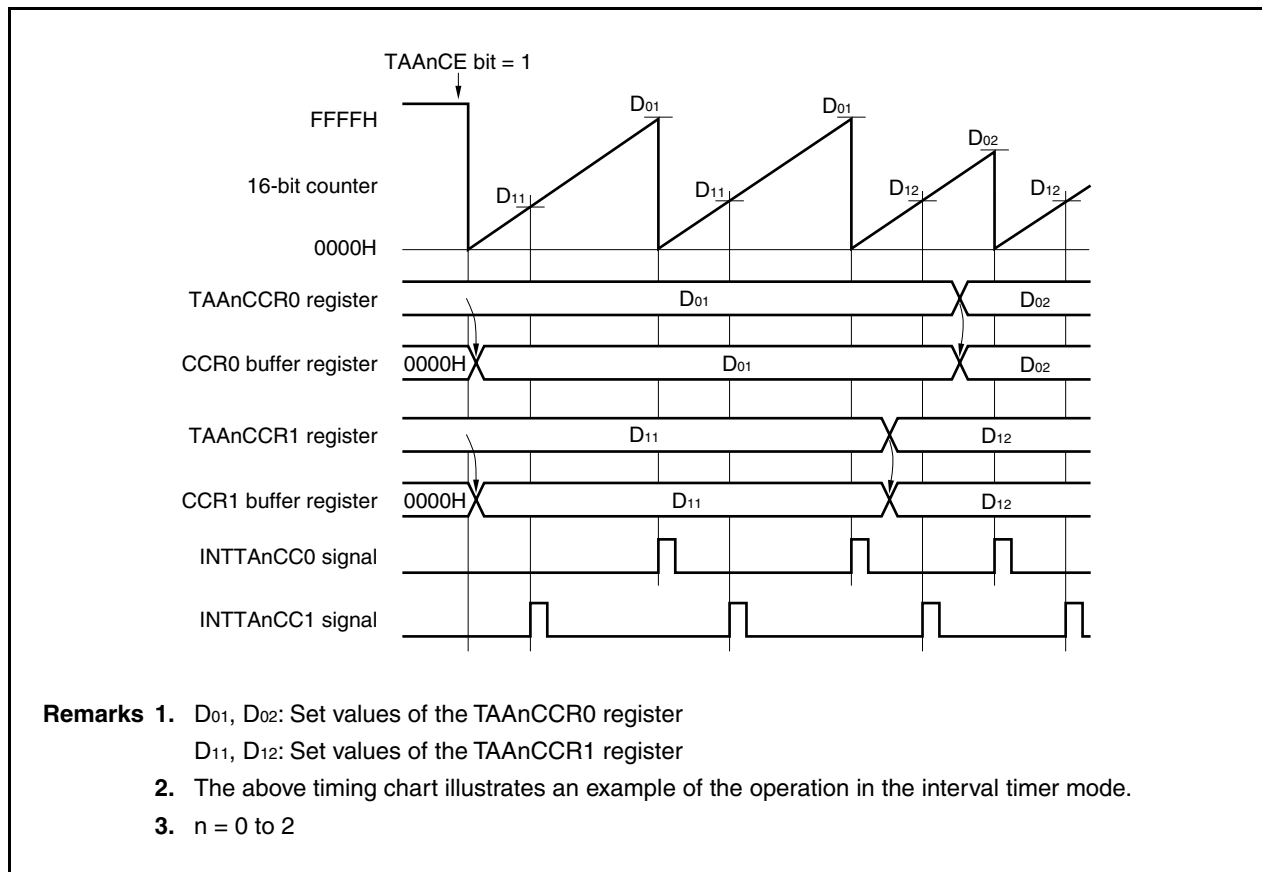 TAAnCE bit = 1
FFFFH
D01
D01
D02
16-bit counter
D11
D11
D12
D12
0000H
TAAnCCR0 register
D01
D02
CCR0 buffer register
0000H
D01
D02
TAAnCCR1 register
D11
D12
CCR1 buffer register
0000H
D11
D12
INTTAnCC0 signal
INTTAnCC1 signal
Remarks 1. D01, D02: Set values of the TAAnCCR0 register
D11, D12: Set values of the TAAnCCR1 register
2. The above timing chart illustrates an example of the operation in the interval timer mode.
3. n = 0 to 2